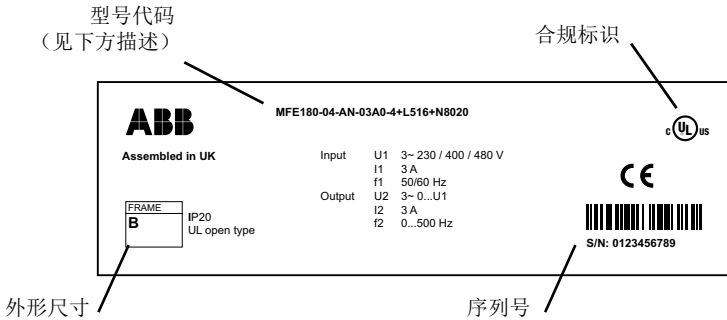 型号代码
（见下方描述）
合规标识
ABB
MFE180-04-AN-03A0-4+L516+N8020
Assembled in UK
Input U1 3~ 230 / 400 / 480 V
I1 3 A
f1 50/60 Hz
Output U2 3~ 0...U1
I2 3 A
f2 0...500 Hz
C UL US
CE
FRAME
B
IP20
UL open type
S/N: 0123456789
外形尺寸
序列号